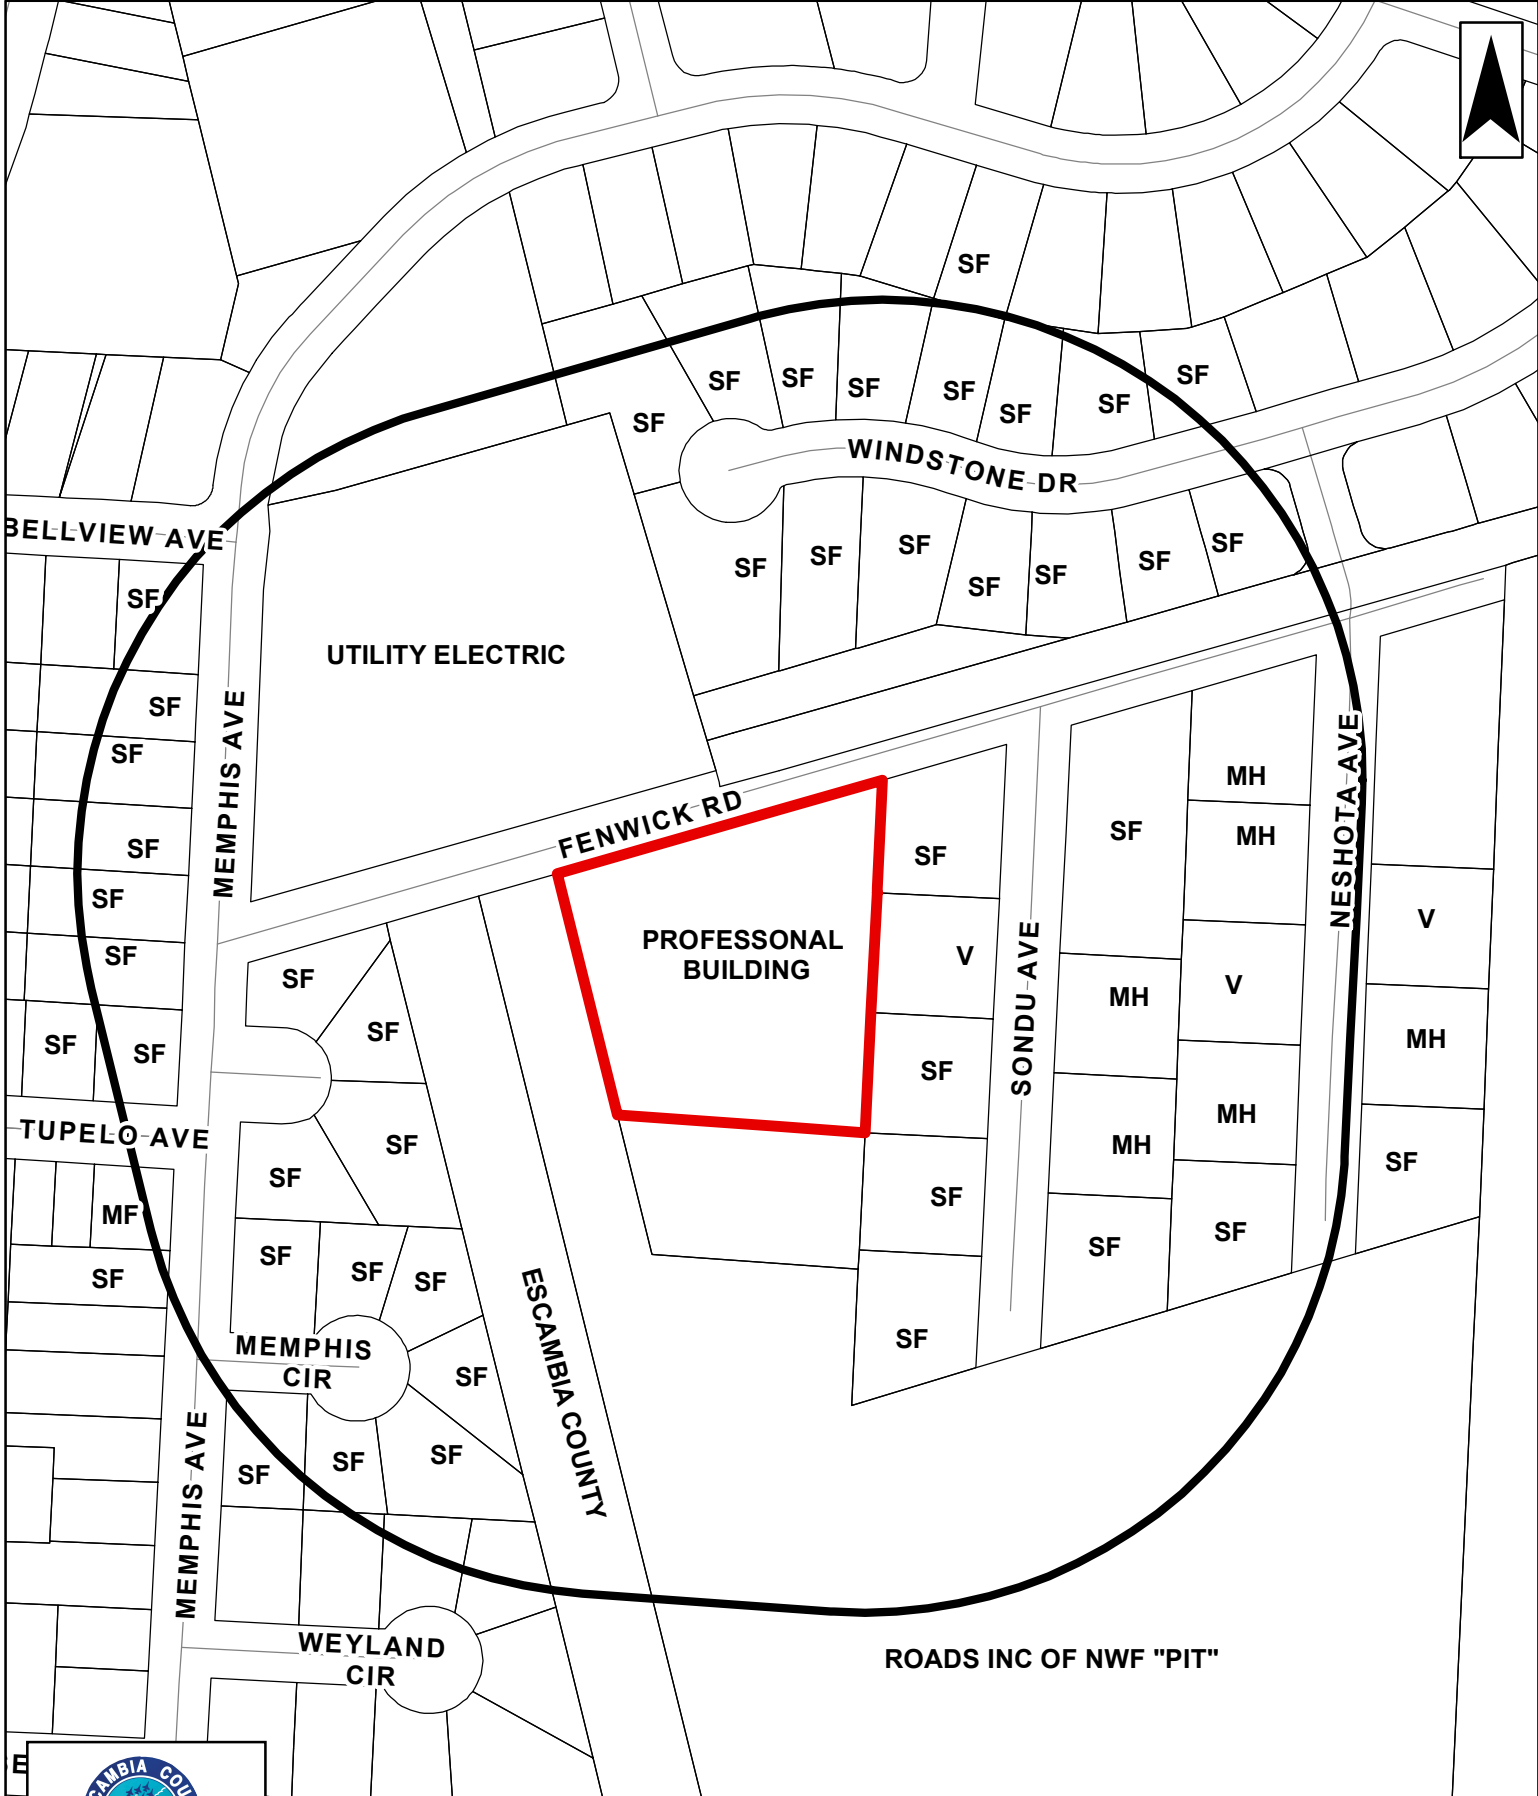 SF
SF
SF
SF
SF
SF
SF
SF
SF
SF
WINDSTONE DR
BELLVIEW AVE
SF
SF
SF
SF
SF
SF
SF
SF
UTILITY ELECTRIC
MEMPHIS AVE
SF
SF
SF
SF
SF
SF
SF
FENWICK RD
PROFESSONAL
BUILDING
SF
V
SF
SF
SF
SONDU AVE
SF
MH
MH
SF
MH
MH
V
MH
SF
NESHOTA AVE
V
MH
SF
SF
SF
SF
SF
TUPELO AVE
MF
SF
SF
SF
SF
SF
SF
MEMPHIS
CIR
SF
SF
SF
SF
ESCAMBIA COUNTY
MEMPHIS AVE
WEYLAND
CIR
ROADS INC OF NWF "PIT"